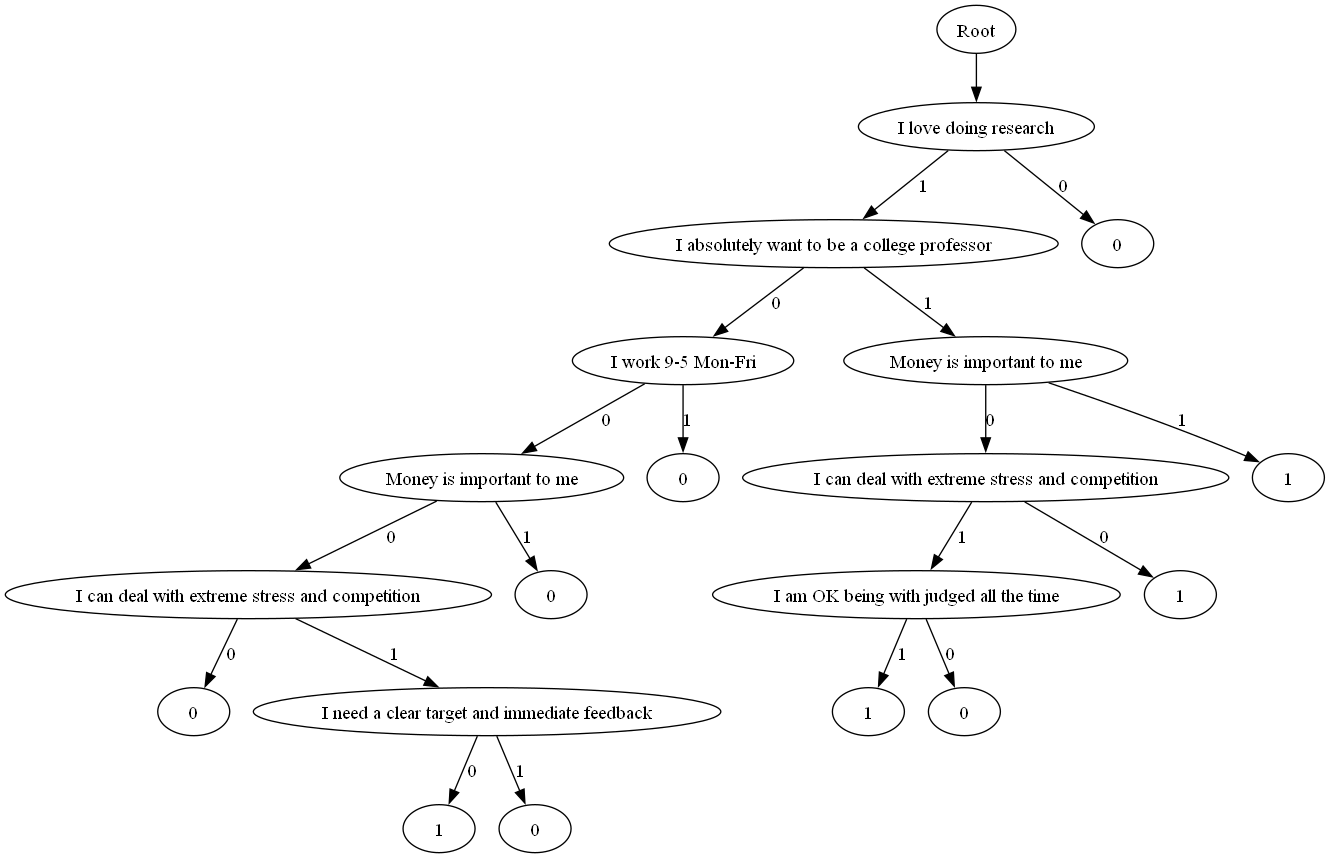 Root
I love doing research
1
0
I absolutely want to be a college professor
0
0
1
I work 9-5 Mon-Fri
Money is important to me
0
1
0
1
Money is important to me
0
I can deal with extreme stress and competition
1
0
1
1
0
I can deal with extreme stress and competition
0
I am OK being with judged all the time
1
0
1
1
0
0
I need a clear target and immediate feedback
1
0
0
1
1
0